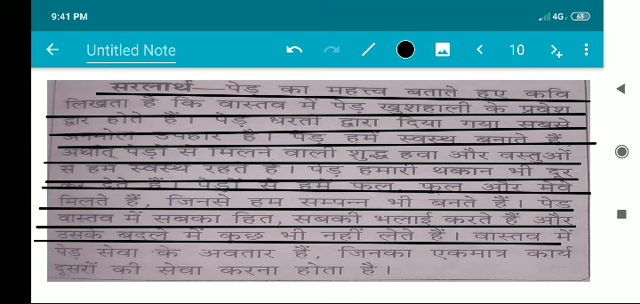 9:41 PM
4G 63
Untitled Note
10
सरलार्थ— पेड़ का महत्त्व बताते हुए कवि
लिखता है कि वास्तव में पेड़ खुशहाली के प्रवेश
द्वार होते हैं। पेड़ धरती द्वारा दिया गया सबसे
अनमोल उपहार है। पेड़ हमें स्वस्थ बनाते हैं
अर्थात् पेड़ों से मिलने वाली शुद्ध हवा और वस्तुओं
से हम स्वस्थ रहते हैं। पेड़ हमारी थकान भी दूर
कर देते हैं। पेड़ों से हमें फल, फूल और मेवे
मिलते हैं, जिनसे हम सम्पन्न भी बनते हैं। पेड़
वास्तव में सबका हित, सबकी भलाई करते हैं और
उसके बदले में कुछ भी नहीं लेते हैं। वास्तव में
पेड़ सेवा के अवतार हैं, जिनका एकमात्र कार्य
दूसरों की सेवा करना होता है।